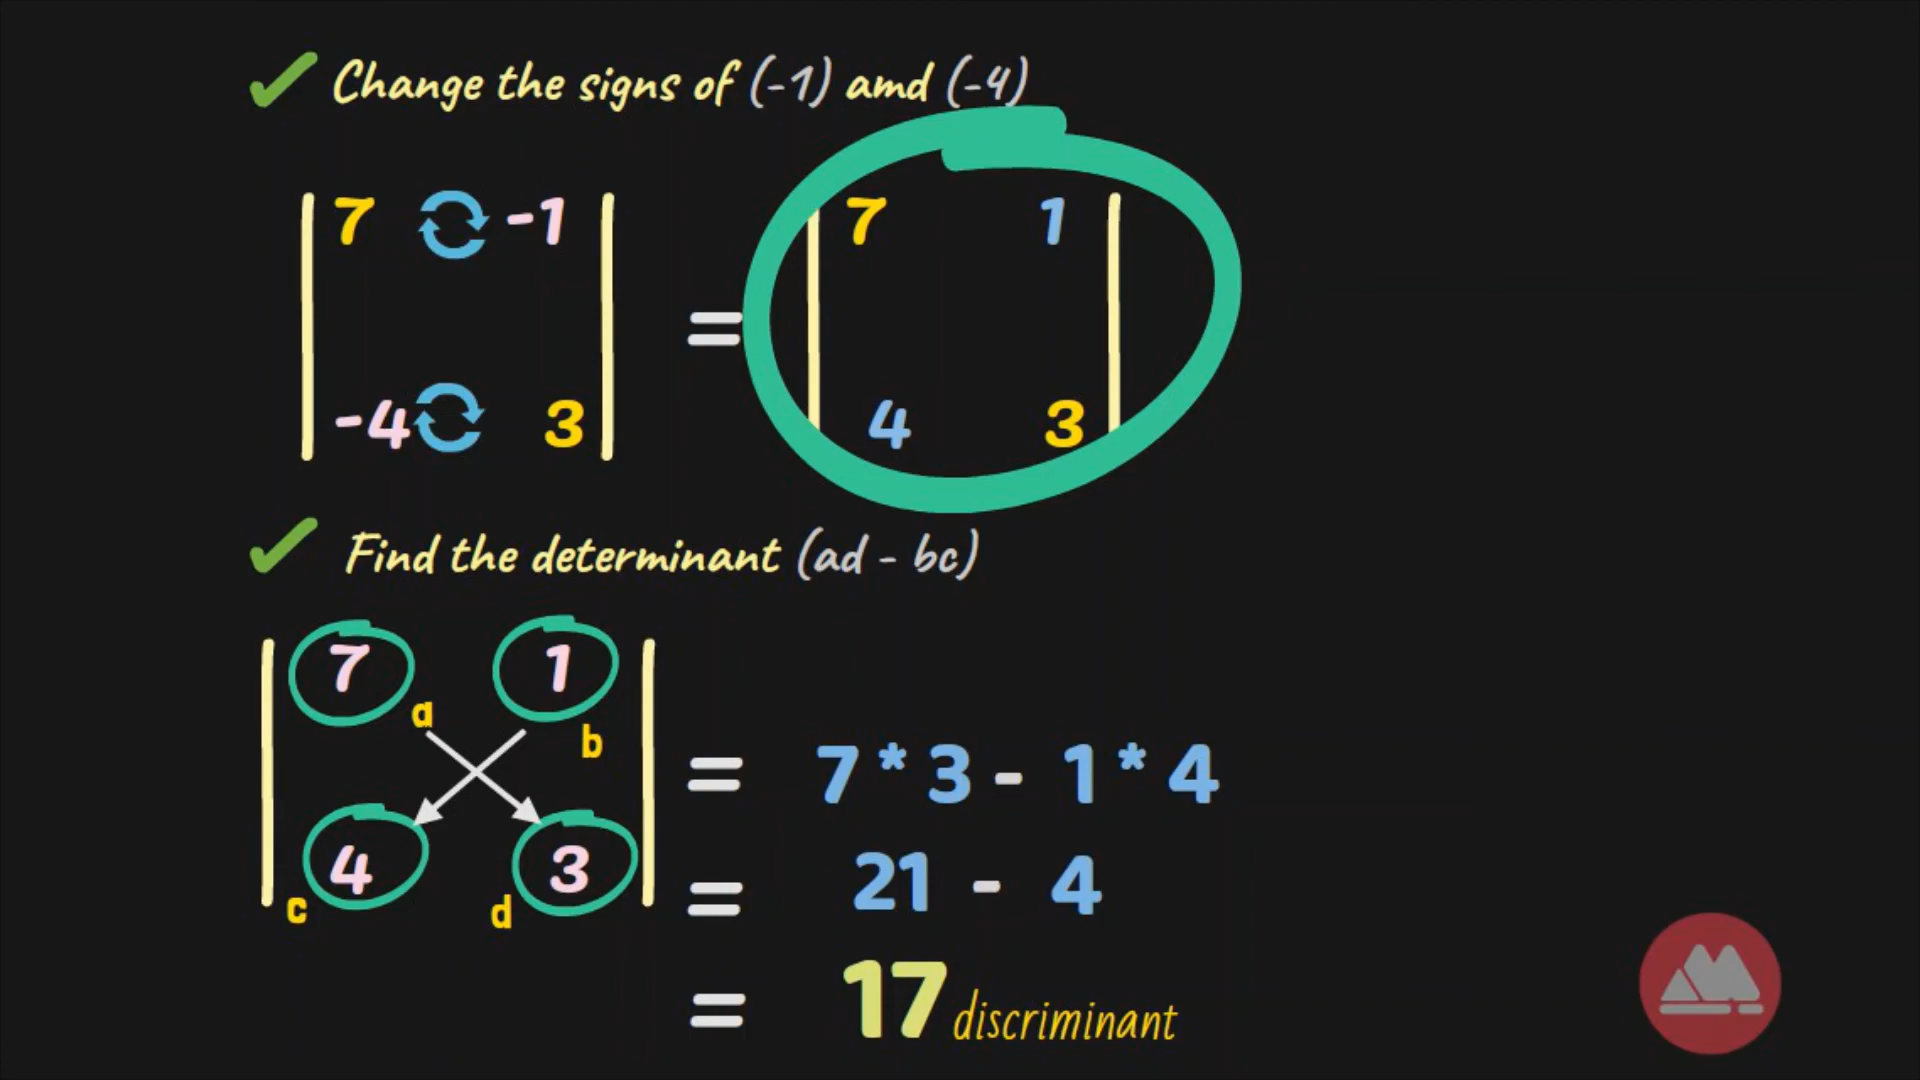 Change the signs of (-1) amd (-4)
7 -1 = 7 1
-4 3 4 3
Find the determinant (ad - bc)
7 1
a b
= 7 * 3 - 1 * 4
4 3
c d
= 21 - 4
= 17 discriminant